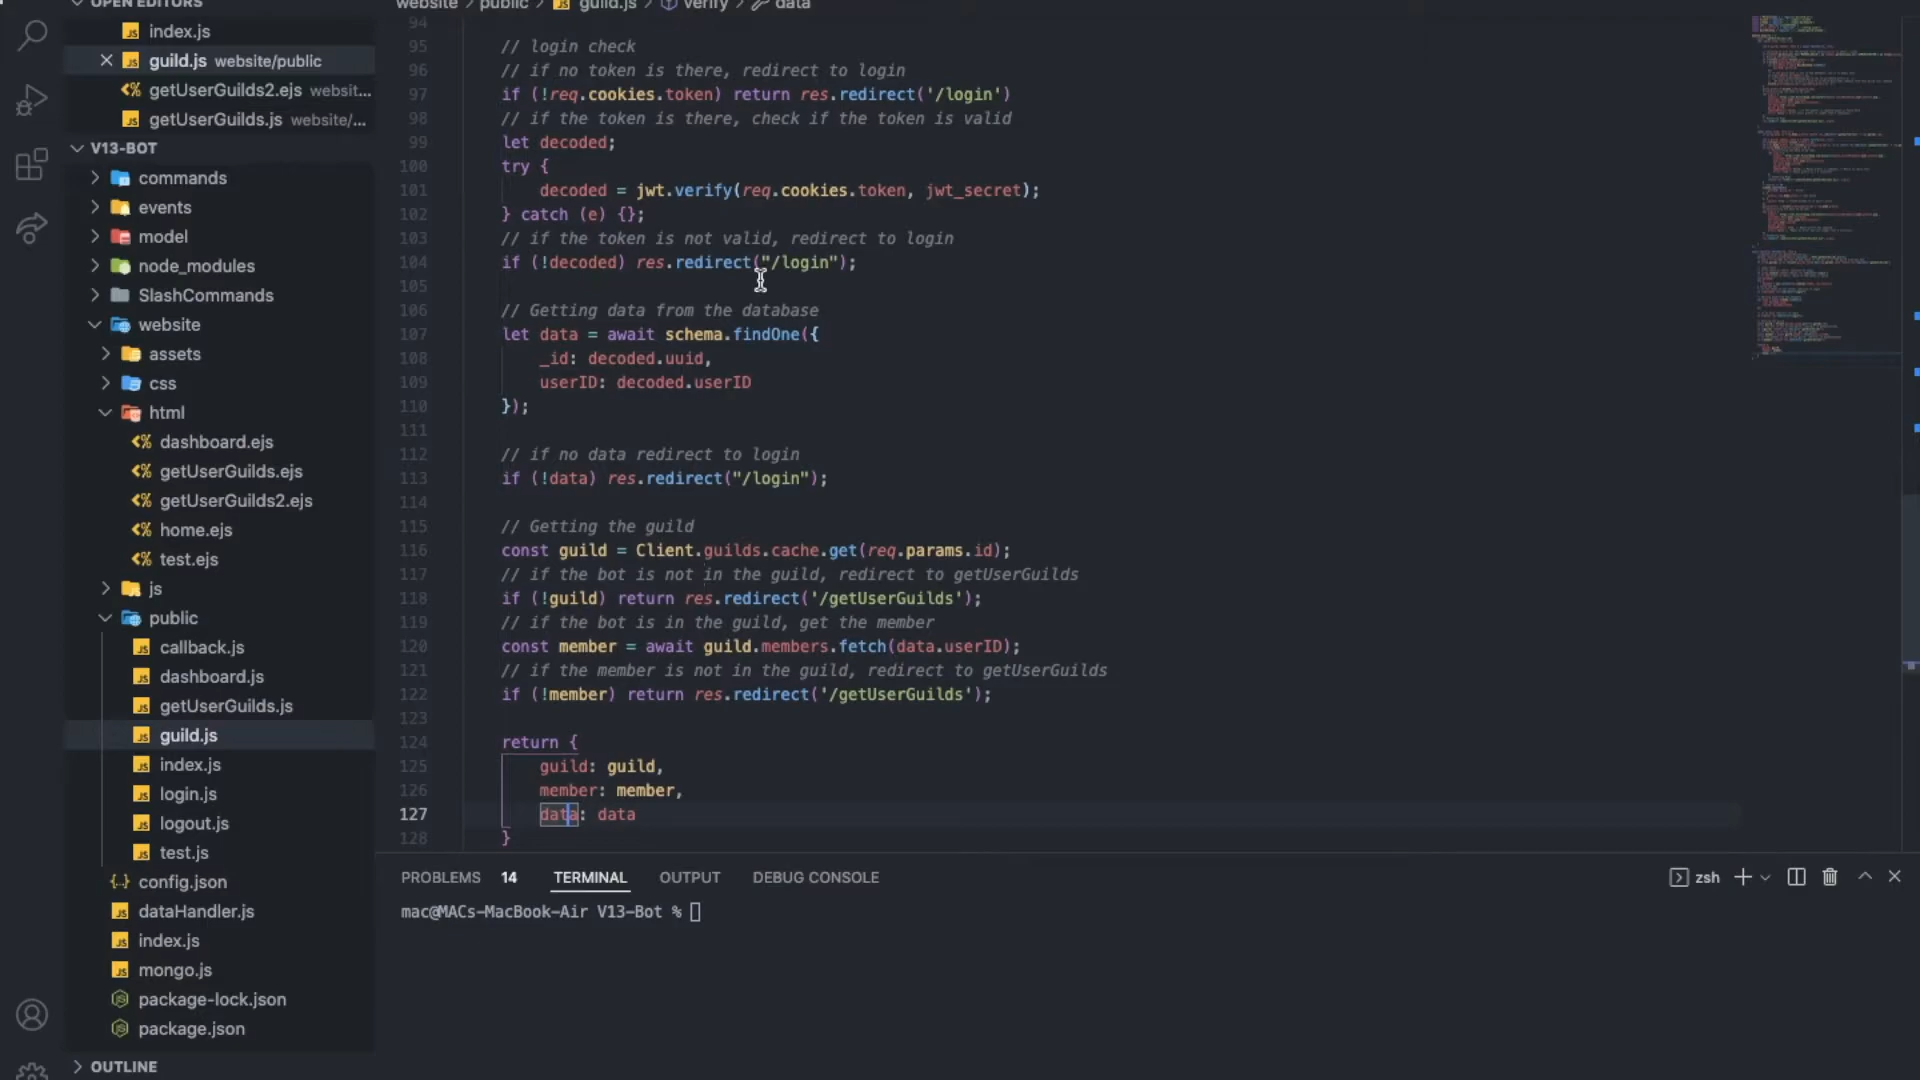 OPEN EDITORS
index.js
guild.js website/public
getUserGuilds2.ejs websit...
getUserGuilds.js website/...
V13-BOT
commands
events
model
node_modules
SlashCommands
website
assets
css
html
dashboard.ejs
getUserGuilds.ejs
getUserGuilds2.ejs
home.ejs
test.ejs
js
public
callback.js
dashboard.js
getUserGuilds.js
guild.js
index.js
login.js
logout.js
test.js
config.json
dataHandler.js
index.js
mongo.js
package-lock.json
package.json
OUTLINE
website > public > guild.js > verify > data
94
95 // login check
96 // if no token is there, redirect to login
97 if (!req.cookies.token) return res.redirect('/login')
98 // if the token is there, check if the token is valid
99 let decoded;
100 try {
101 decoded = jwt.verify(req.cookies.token, jwt_secret);
102 } catch (e) {};
103 // if the token is not valid, redirect to login
104 if (!decoded) res.redirect("/login");
105
106 // Getting data from the database
107 let data = await schema.findOne({
108 _id: decoded.uuid,
109 userID: decoded.userID
110 });
111
112 // if no data redirect to login
113 if (!data) res.redirect("/login");
114
115 // Getting the guild
116 const guild = Client.guilds.cache.get(req.params.id);
117 // if the bot is not in the guild, redirect to getUserGuilds
118 if (!guild) return res.redirect('/getUserGuilds');
119 // if the bot is in the guild, get the member
120 const member = await guild.members.fetch(data.userID);
121 // if the member is not in the guild, redirect to getUserGuilds
122 if (!member) return res.redirect('/getUserGuilds');
123
124 return {
125 guild: guild,
126 member: member,
127 data: data
128 }
PROBLEMS 14 TERMINAL OUTPUT DEBUG CONSOLE
zsh
mac@MACs-MacBook-Air V13-Bot %